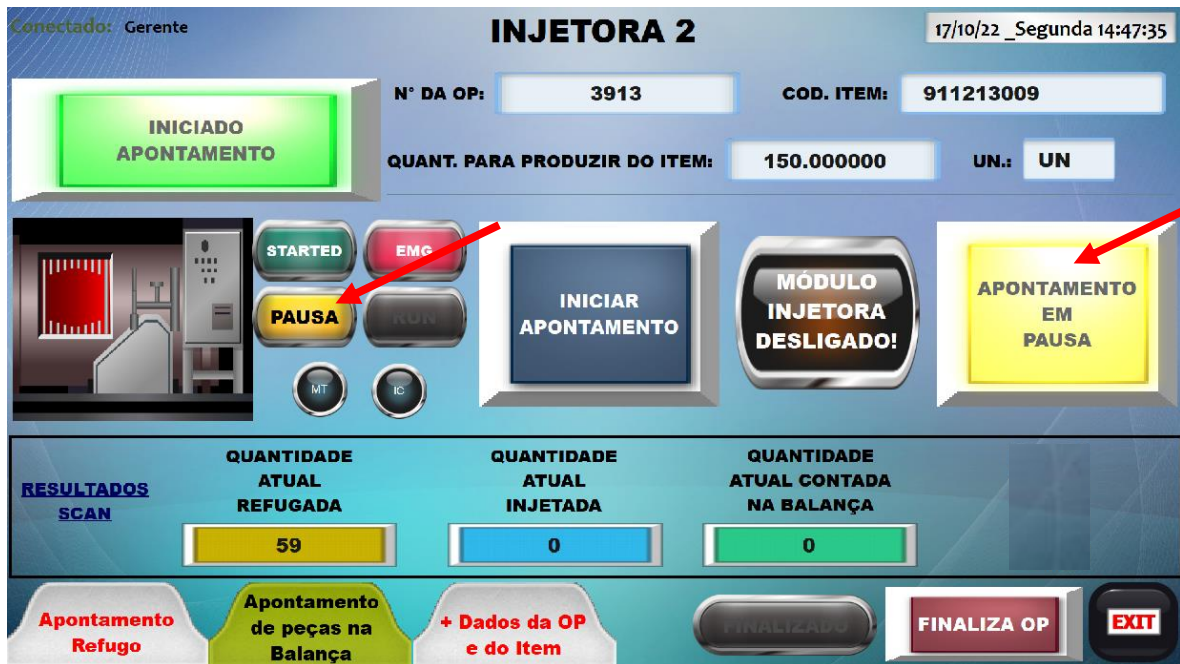 Conectado: Gerente
INJETORA 2
17/10/22 _Segunda 14:47:35
INICIADO
APONTAMENTO
N° DA OP:
3913
COD. ITEM:
911213009
QUANT. PARA PRODUZIR DO ITEM:
150.000000
UN.:
UN
STARTED
EMG
PAUSA
RUN
MT
IC
INICIAR
APONTAMENTO
MÓDULO
INJETORA
DESLIGADO!
APONTAMENTO
EM
PAUSA
RESULTADOS
SCAN
QUANTIDADE
ATUAL
REFUGADA
59
QUANTIDADE
ATUAL
INJETADA
0
QUANTIDADE
ATUAL CONTADA
NA BALANÇA
0
Apontamento
Refugo
Apontamento
de peças na
Balança
+ Dados da OP
e do Item
FINALIZADO
FINALIZA OP
EXIT